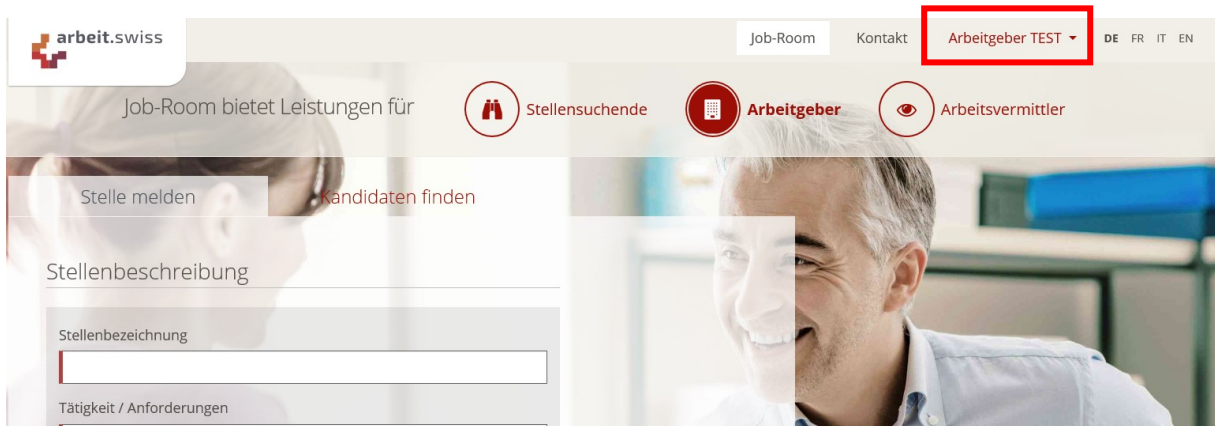 arbeit.swiss
Job-Room Kontakt Arbeitgeber TEST DE FR IT EN
Job-Room bietet Leistungen für Stellensuchende Arbeitgeber Arbeitsvermittler
Stelle melden Kandidaten finden
Stellenbeschreibung
Stellenbezeichnung
Tätigkeit / Anforderungen